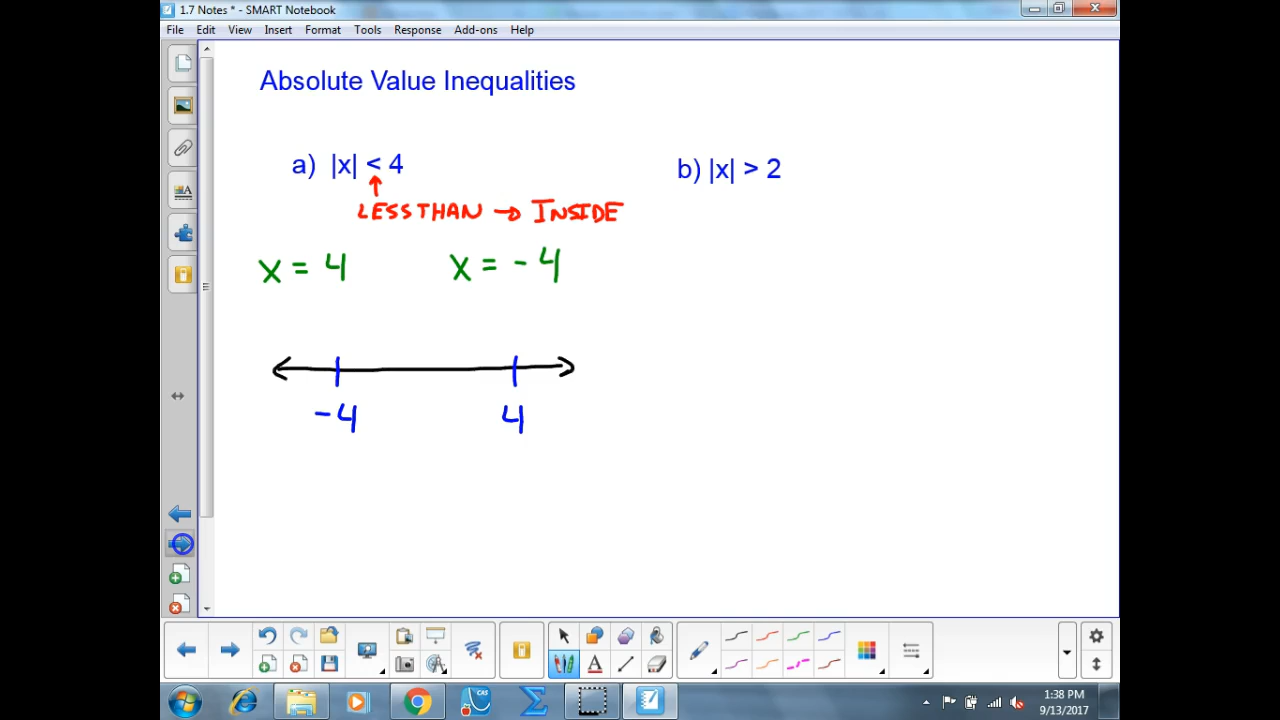 1.7 Notes * - SMART Notebook
File Edit View Insert Format Tools Response Add-ons Help
Absolute Value Inequalities
a) |x| < 4
b) |x| > 2
LESS THAN → INSIDE
x = 4
x = - 4
-4
4
A
CAS
1:38 PM
9/13/2017